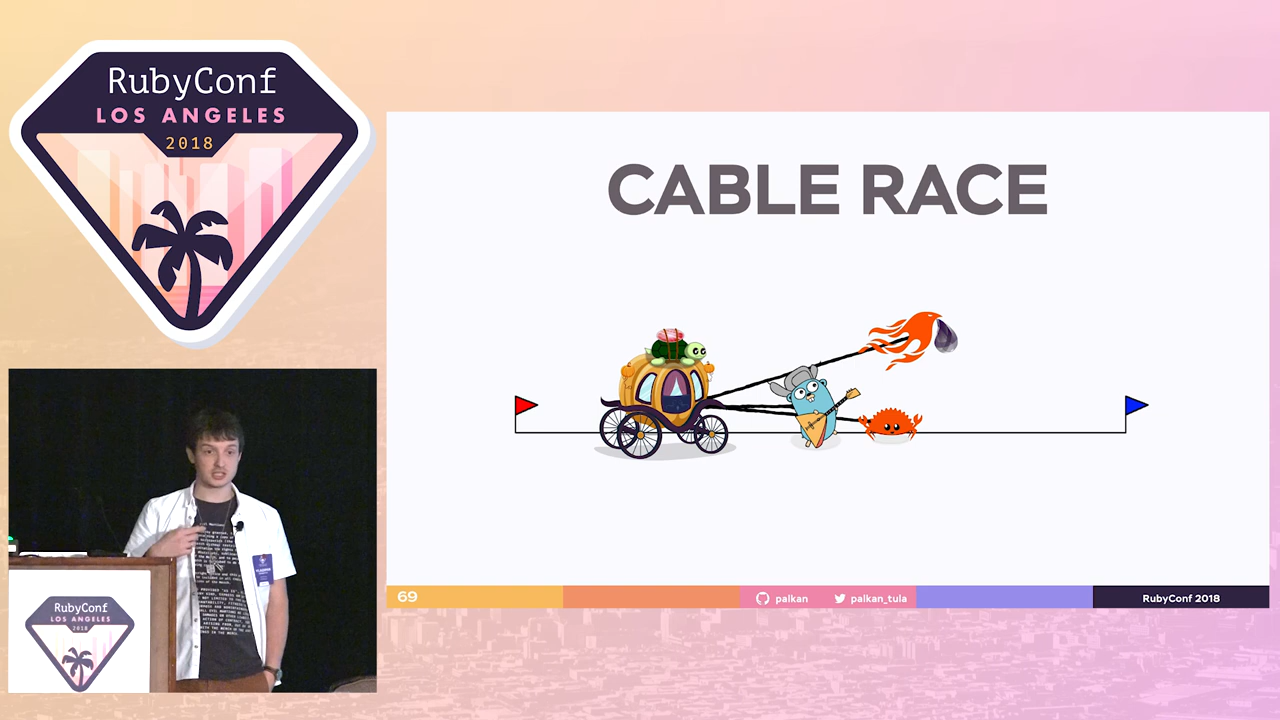 RubyConf
LOS ANGELES
2018
CABLE RACE
69
palkan
palkan_tula
RubyConf 2018
RubyConf
LOS ANGELES
2018